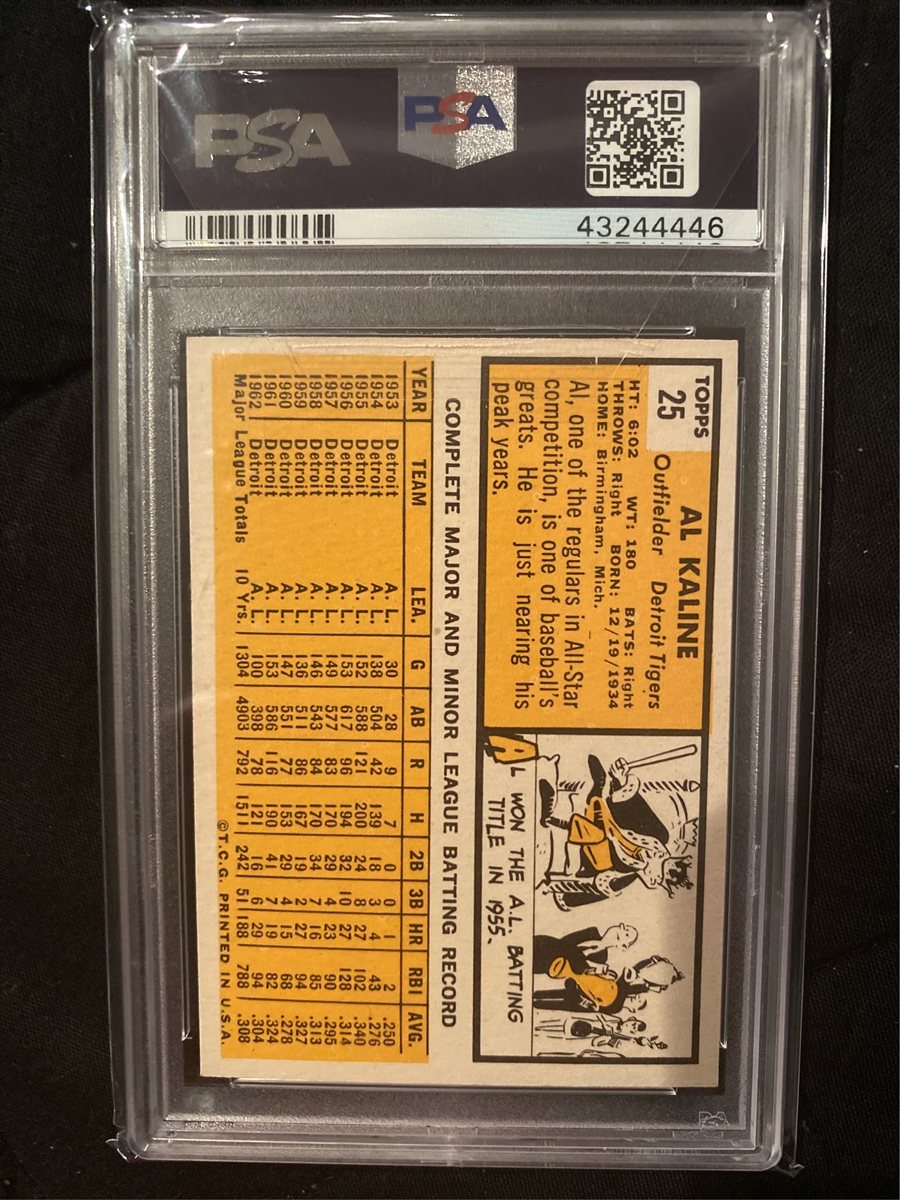 PSA
PSA
43244446
TOPPS
25
AL KALINE
Outfielder Detroit Tigers
HT: 6:02 WT: 180 BATS: Right
THROWS: Right BORN: 12/19/1934
HOME: Birmingham, Mich.
Al, one of the regulars in All-Star
competition, is one of baseball's
greats. He is just nearing his
peak years.
AL WON THE A.L. BATTING
TITLE IN 1955.
COMPLETE MAJOR AND MINOR LEAGUE BATTING RECORD
YEAR TEAM LEA. G AB R H 2B 3B HR RBI AVG.
1953 Detroit A. L. 30 28 9 7 0 0 1 2 .250
1954 Detroit A. L. 138 504 42 139 18 3 4 43 .276
1955 Detroit A. L. 152 588 121 200 24 8 27 102 .340
1956 Detroit A. L. 153 617 96 194 32 10 27 128 .314
1957 Detroit A. L. 149 577 83 170 29 4 23 90 .295
1958 Detroit A. L. 146 543 84 170 34 7 16 85 .313
1959 Detroit A. L. 136 511 86 167 19 2 27 94 .327
1960 Detroit A. L. 147 551 77 153 29 4 15 68 .278
1961 Detroit A. L. 153 586 116 190 41 7 19 82 .324
1962 Detroit A. L. 100 398 78 121 16 6 29 94 .304
Major League Totals 10 Yrs. 1304 4903 792 1511 242 51 188 788 .308
©T.C.G. PRINTED IN U.S.A.